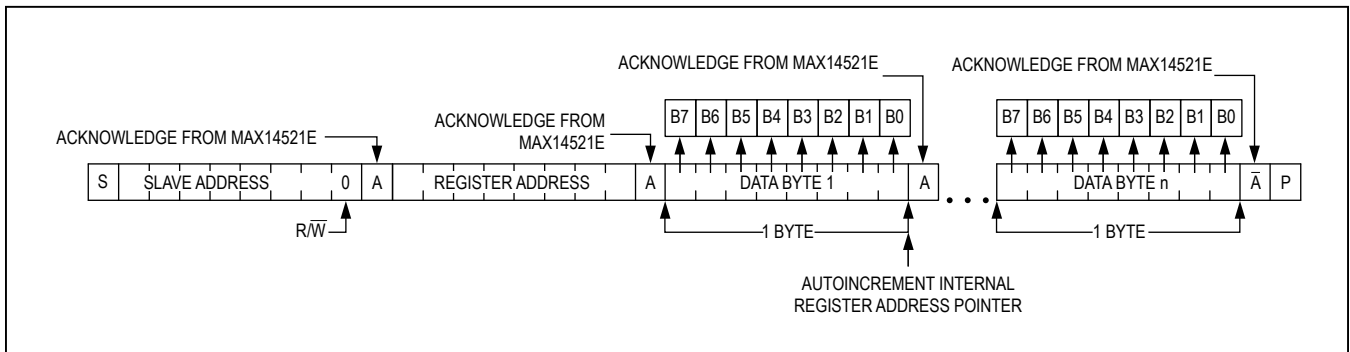 ACKNOWLEDGE FROM MAX14521E
ACKNOWLEDGE FROM MAX14521E
ACKNOWLEDGE FROM
MAX14521E
B7 B6 B5 B4 B3 B2 B1 B0
B7 B6 B5 B4 B3 B2 B1 B0
ACKNOWLEDGE FROM MAX14521E
S SLAVE ADDRESS 0 A REGISTER ADDRESS A DATA BYTE 1 A • • • DATA BYTE n A̅ P
R/W̅
1 BYTE
1 BYTE
AUTOINCREMENT INTERNAL
REGISTER ADDRESS POINTER